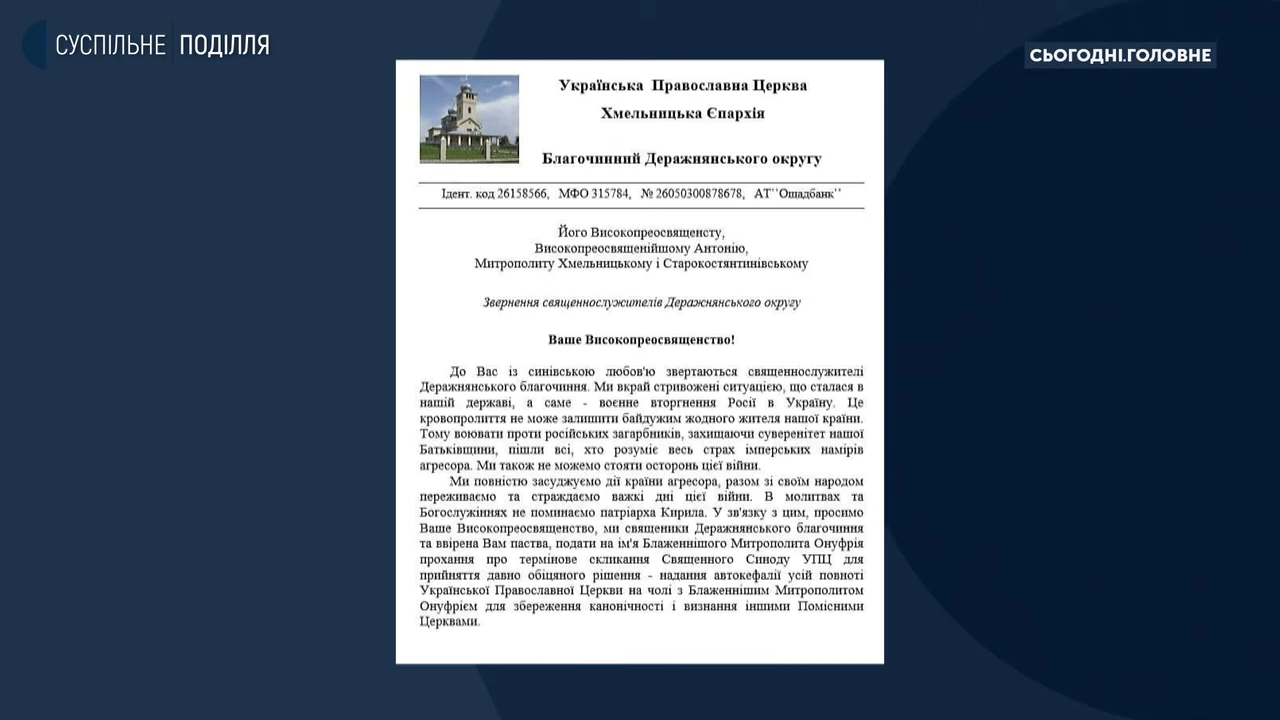 СУСПІЛЬНЕ ПОДІЛЛЯ
СЬОГОДНІ.ГОЛОВНЕ
Українська Православна Церква
Хмельницька Єпархія
Благочинний Деражнянського округу
Ідент. код 26158566, МФО 315784, № 26050300878678, АТ''Ощадбанк''
Його Високопреосвященсту,
Високопреосвященійшому Антонію,
Митрополиту Хмельницькому і Старокостянтинівському
Звернення священнослужителів Деражнянського округу
Ваше Високопреосвященство!
До Вас із синівською любов'ю звертаються священнослужителі
Деражнянського благочиння. Ми вкрай стривожені ситуацією, що сталася в
нашій державі, а саме - воєнне вторгнення Росії в Україну. Це
кровопролиття не може залишити байдужим жодного жителя нашої країни.
Тому воювати проти російських загарбників, захищаючи суверенітет нашої
Батьківщини, пішли всі, хто розуміє весь страх імперських намірів
агресора. Ми також не можемо стояти осторонь цієї війни.
Ми повністю засуджуємо дії країни агресора, разом зі своїм народом
переживаємо та страждаємо важкі дні цієї війни. В молитвах та
Богослужіннях не поминаємо патріарха Кирила. У зв'язку з цим, просимо
Ваше Високопреосвященство, ми священики Деражнянського благочиння
та ввірена Вам паства, подати на ім'я Блаженнішого Митрополита Онуфрія
прохання про термінове скликання Священного Синоду УПЦ для
прийняття давно обіцяного рішення - надання автокефалії усій повноті
Української Православної Церкви на чолі з Блаженнішим Митрополитом
Онуфрієм для збереження канонічності і визнання іншими Помісними
Церквами.